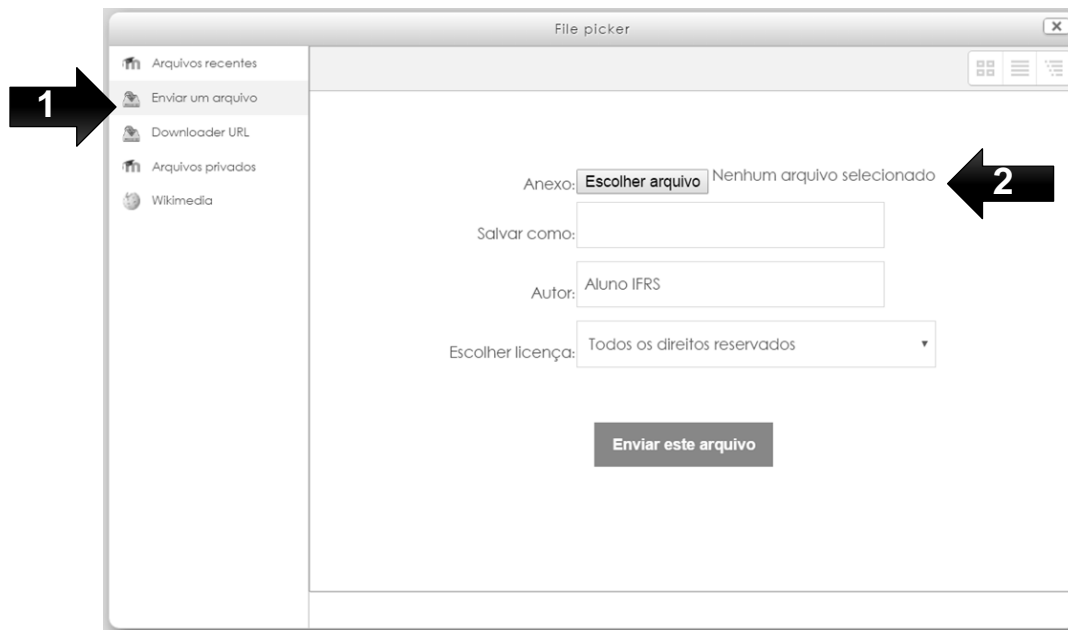 File picker
Arquivos recentes
1
Enviar um arquivo
Downloader URL
Arquivos privados
Wikimedia
Anexo: Escolher arquivo Nenhum arquivo selecionado
2
Salvar como:
Autor: Aluno IFRS
Escolher licença: Todos os direitos reservados
Enviar este arquivo